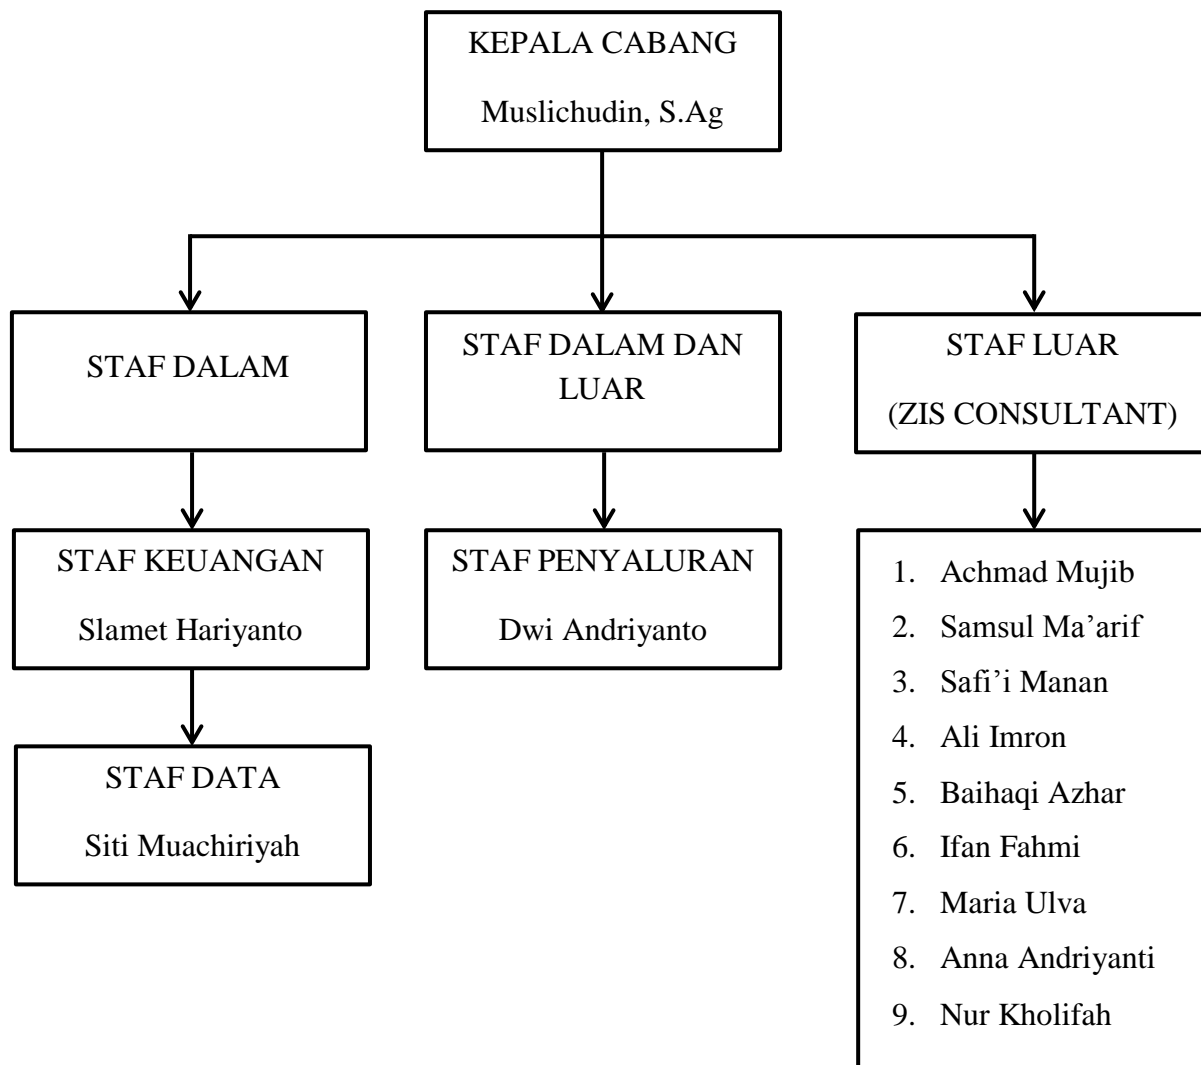 KEPALA CABANG
Muslichudin, S.Ag
STAF DALAM
STAF DALAM DAN
LUAR
STAF LUAR
(ZIS CONSULTANT)
STAF KEUANGAN
Slamet Hariyanto
STAF PENYALURAN
Dwi Andriyanto
STAF DATA
Siti Muachiriyah
1. Achmad Mujib
2. Samsul Ma’arif
3. Safi’i Manan
4. Ali Imron
5. Baihaqi Azhar
6. Ifan Fahmi
7. Maria Ulva
8. Anna Andriyanti
9. Nur Kholifah